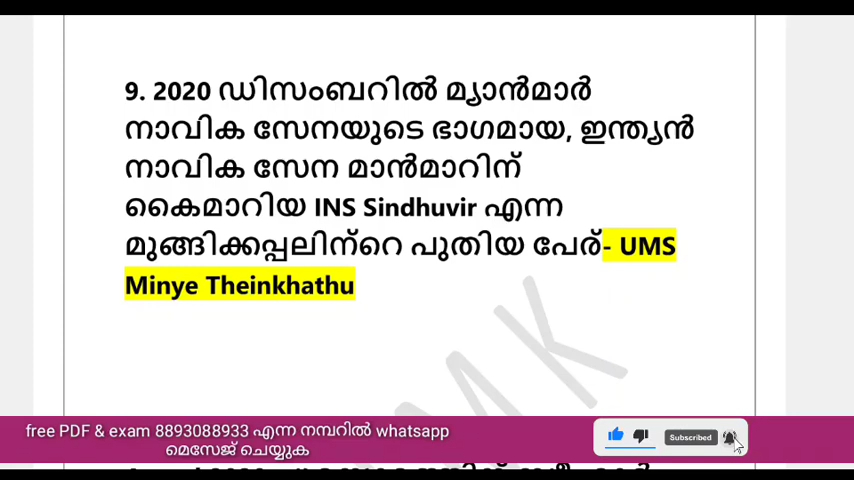 9. 2020 ഡിസംബറിൽ മ്യാൻമാർ
നാവിക സേനയുടെ ഭാഗമായ, ഇന്ത്യൻ
നാവിക സേന മാൻമാറിന്
കൈമാറിയ INS Sindhuvir എന്ന
മുങ്ങിക്കപ്പലിന്റെ പുതിയ പേര്- UMS
Minye Theinkhathu
MK
free PDF & exam 8893088933 എന്ന നമ്പറിൽ whatsapp
മെസേജ് ചെയ്യുക
Subscribed